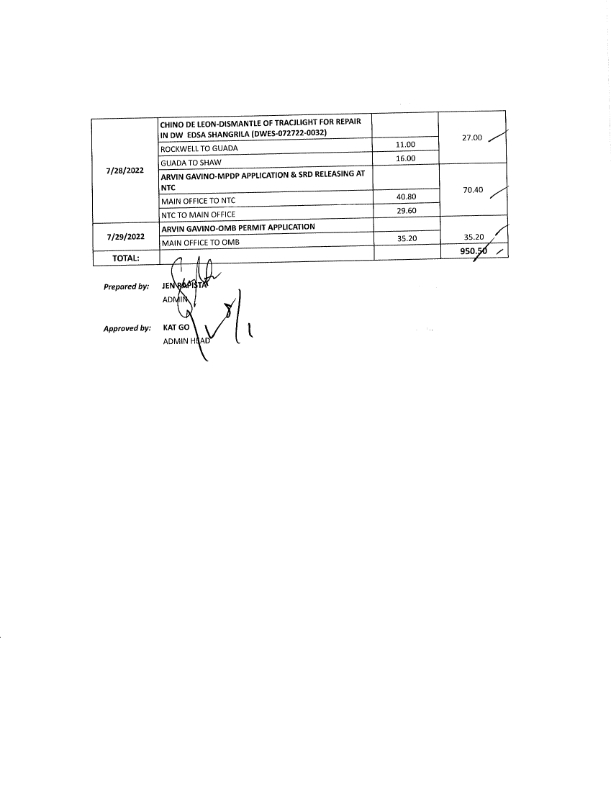 CHINO DE LEON-DISMANTLE OF TRACJLIGHT FOR REPAIR
IN DW EDSA SHANGRILA (DWES-072722-0032)
27.00
ROCKWELL TO GUADA 11.00
GUADA TO SHAW 16.00
7/28/2022
ARVIN GAVINO-MPDP APPLICATION & SRD RELEASING AT
NTC
70.40
MAIN OFFICE TO NTC 40.80
NTC TO MAIN OFFICE 29.60
7/29/2022
ARVIN GAVINO-OMB PERMIT APPLICATION
MAIN OFFICE TO OMB 35.20 35.20
TOTAL: 950.50
Prepared by: JEN
ADMIN
Approved by: KAT GO
ADMIN HEAD